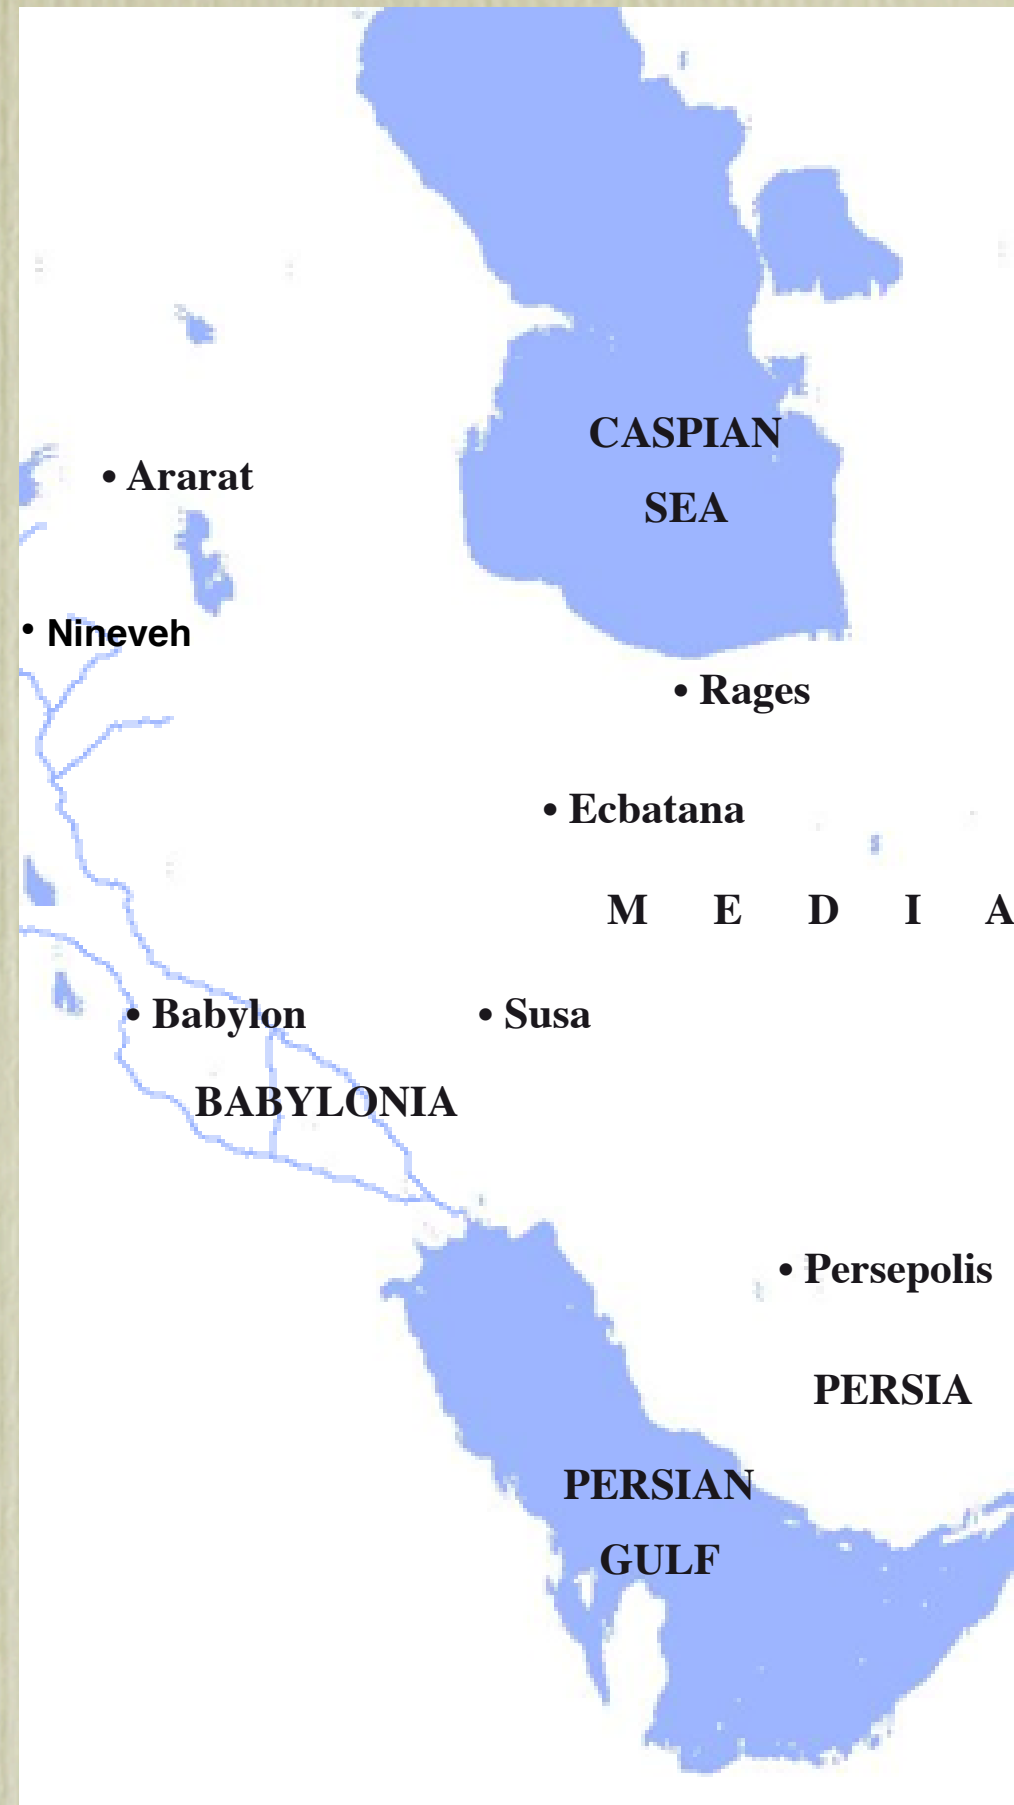 CASPIAN
SEA
• Ararat
• Nineveh
• Rages
• Ecbatana
M E D I A
• Babylon
• Susa
BABYLONIA
• Persepolis
PERSIA
PERSIAN
GULF